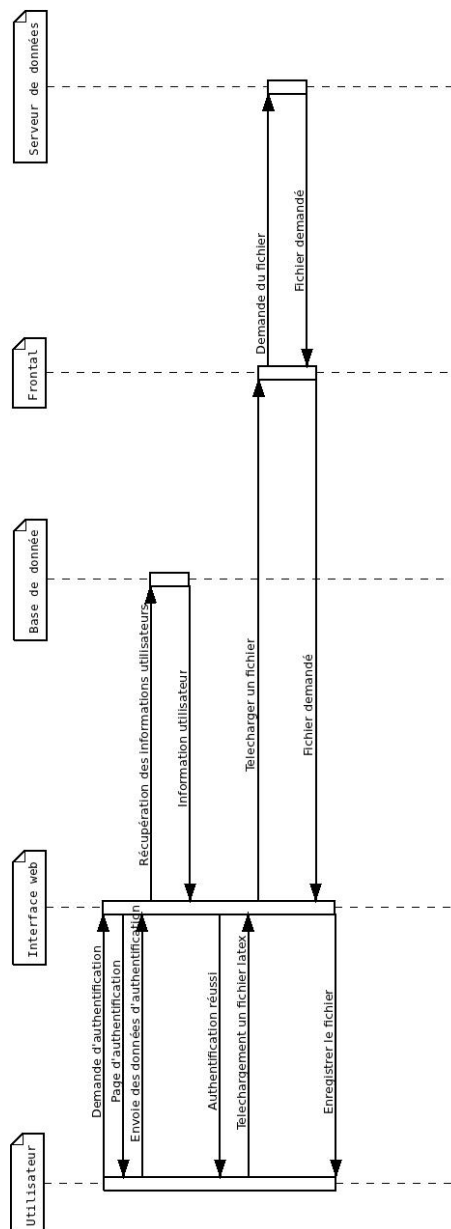 Utilisateur
Interface web
Base de donnée
Frontal
Serveur de données
Demande d'authentification
Page d'authentification
Envoie des données d'authentification
Récupération des informations utilisateurs
Information utilisateur
Authentification réussi
Telechargement un fichier latex
Telecharger un fichier
Demande du fichier
Fichier demandé
Fichier demandé
Enregistrer le fichier